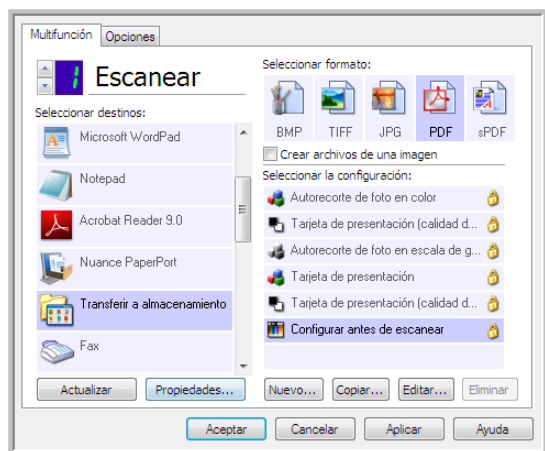 Multifunción
Opciones
1
Escanear
Seleccionar destinos:
Microsoft WordPad
Notepad
Acrobat Reader 9.0
Nuance PaperPort
Transferir a almacenamiento
Fax
Actualizar
Propiedades...
Seleccionar formato:
BMP
TIFF
JPG
PDF
sPDF
Crear archivos de una imagen
Seleccionar la configuración:
Autorecorte de foto en color
Tarjeta de presentación (calidad d...
Autorecorte de foto en escala de g...
Tarjeta de presentación
Tarjeta de presentación (calidad d...
Configurar antes de escanear
Nuevo...
Copiar...
Editar...
Eliminar
Aceptar
Cancelar
Aplicar
Ayuda